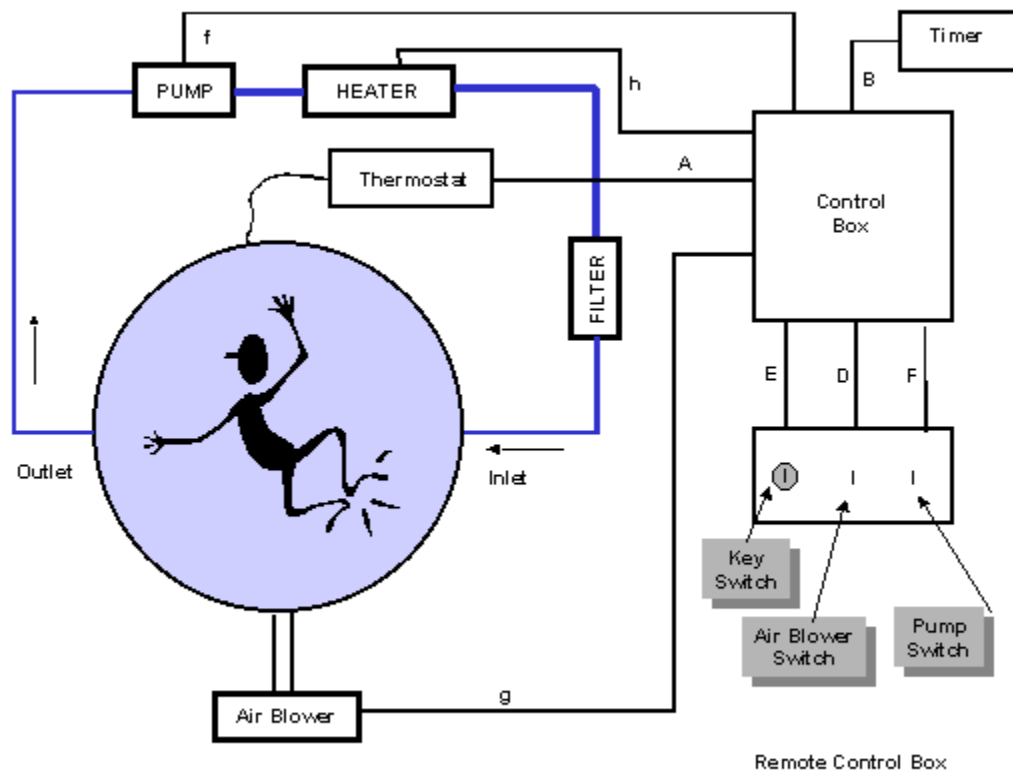 f
Timer
PUMP
HEATER
B
h
A
Thermostat
Control
Box
FILTER
E
D
F
Outlet
Inlet
I
I
I
Key
Switch
Air Blower
Switch
Pump
Switch
g
Air Blower
Remote Control Box